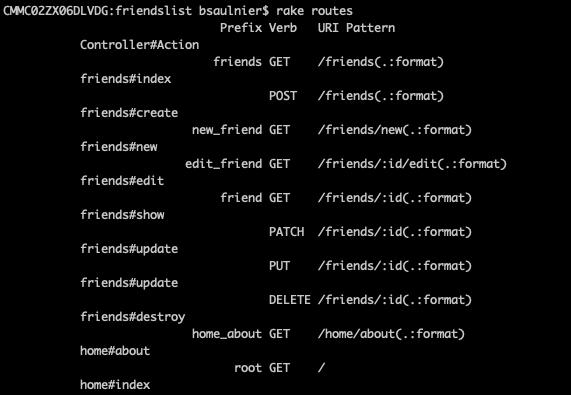 CMMC02ZX06DLVDG:friendslist bsaulnier$ rake routes
Prefix Verb   URI Pattern
Controller#Action
friends GET    /friends(.:format)
friends#index
POST   /friends(.:format)
friends#create
new_friend GET    /friends/new(.:format)
friends#new
edit_friend GET    /friends/:id/edit(.:format)
friends#edit
friend GET    /friends/:id(.:format)
friends#show
PATCH  /friends/:id(.:format)
friends#update
PUT    /friends/:id(.:format)
friends#update
DELETE /friends/:id(.:format)
friends#destroy
home_about GET    /home/about(.:format)
home#about
root GET    /
home#index